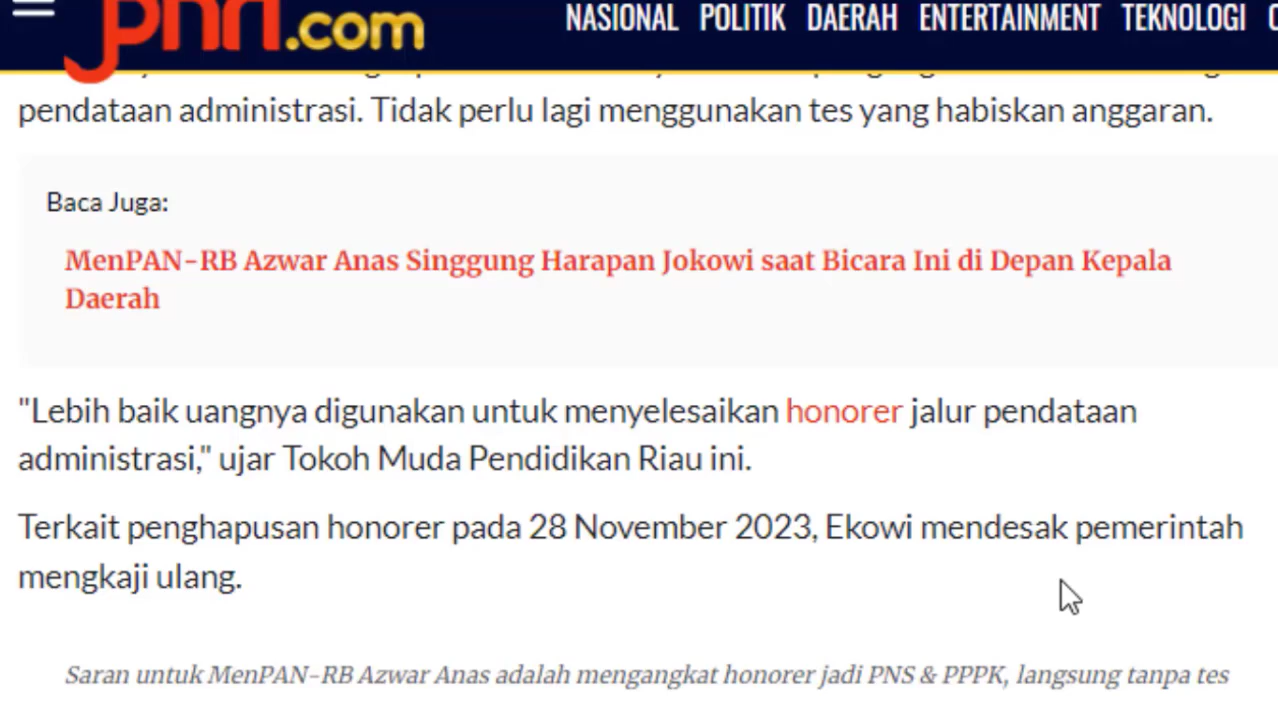 jpnn.com
NASIONAL POLITIK DAERAH ENTERTAINMENT TEKNOLOGI
pendataan administrasi. Tidak perlu lagi menggunakan tes yang habiskan anggaran.
Baca Juga:
MenPAN-RB Azwar Anas Singgung Harapan Jokowi saat Bicara Ini di Depan Kepala
Daerah
"Lebih baik uangnya digunakan untuk menyelesaikan honorer jalur pendataan
administrasi," ujar Tokoh Muda Pendidikan Riau ini.
Terkait penghapusan honorer pada 28 November 2023, Ekowi mendesak pemerintah
mengkaji ulang.
Saran untuk MenPAN-RB Azwar Anas adalah mengangkat honorer jadi PNS & PPPK, langsung tanpa tes